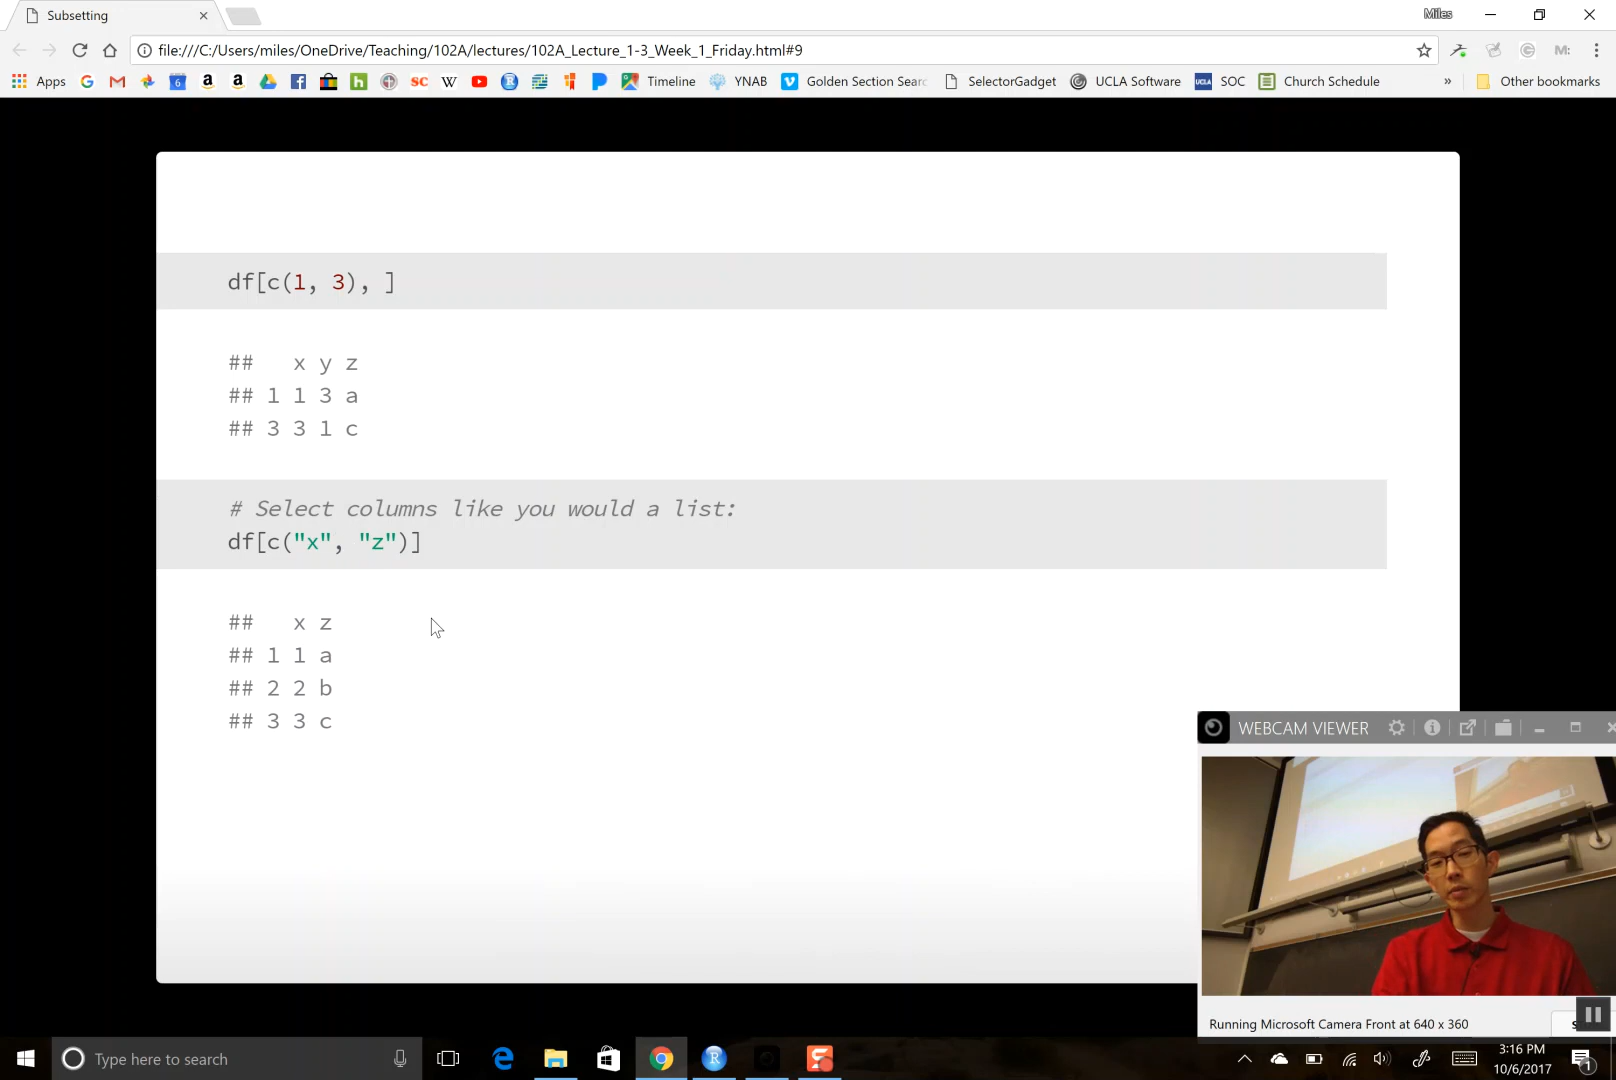 Subsetting
Miles
file:///C:/Users/miles/OneDrive/Teaching/102A/lectures/102A_Lecture_1-3_Week_1_Friday.html#9
Apps
Timeline
YNAB
Golden Section Searc
SelectorGadget
UCLA Software
SOC
Church Schedule
»
Other bookmarks
df[c(1, 3), ]
##   x y z
## 1 1 3 a
## 3 3 1 c
# Select columns like you would a list:
df[c("x", "z")]
##   x z
## 1 1 a
## 2 2 b
## 3 3 c
WEBCAM VIEWER
Running Microsoft Camera Front at 640 x 360
Type here to search
3:16 PM
10/6/2017